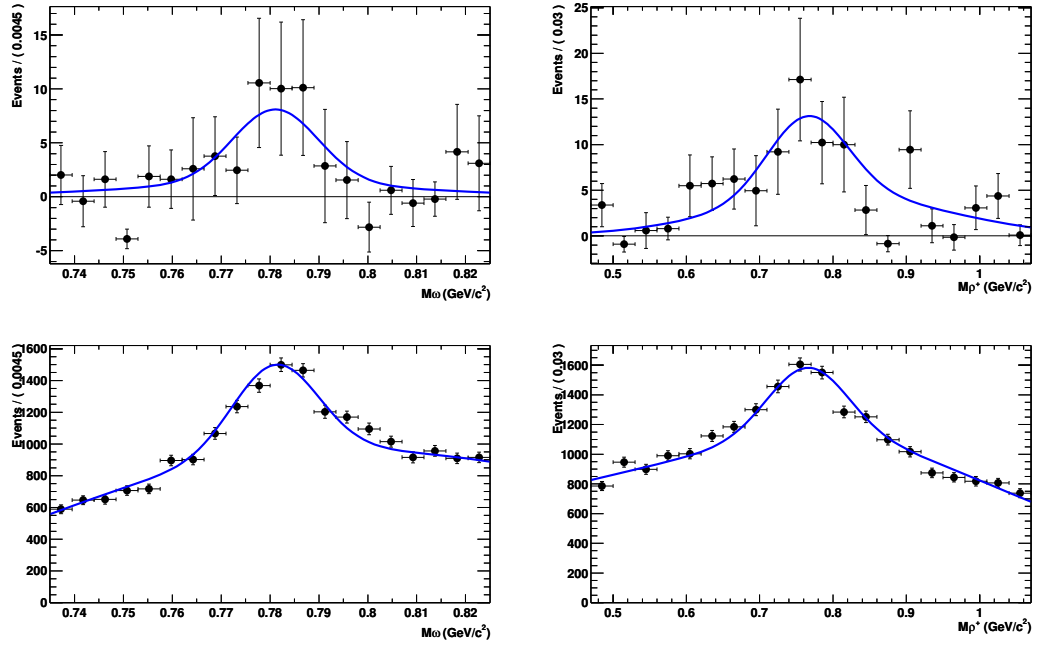 Events / ( 0.0045 )
15
10
5
0
-5
0.74 0.75 0.76 0.77 0.78 0.79 0.8 0.81 0.82
Mω (GeV/c²)
Events / ( 0.03 )
25
20
15
10
5
0
0.5 0.6 0.7 0.8 0.9 1
Mρ⁺ (GeV/c²)
Events / ( 0.0045 )
1600
1400
1200
1000
800
600
400
200
0
0.74 0.75 0.76 0.77 0.78 0.79 0.8 0.81 0.82
Mω (GeV/c²)
Events / ( 0.03 )
1600
1400
1200
1000
800
600
400
200
0
0.5 0.6 0.7 0.8 0.9 1
Mρ⁺ (GeV/c²)